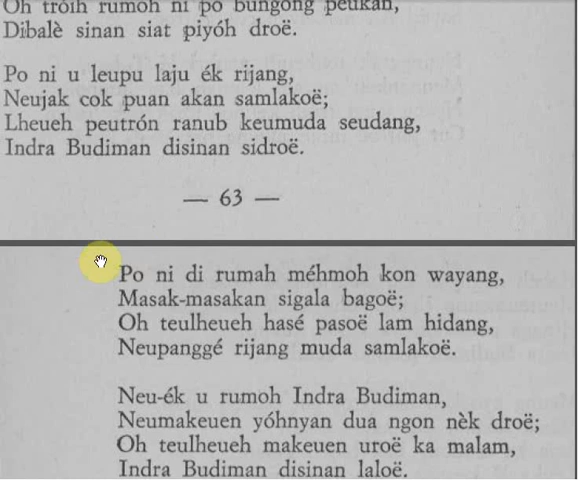 Oh tróih rumoh ni po bungong peukan,
Dibalè sinan siat piyóh droë.
Po ni u leupu laju ék rijang,
Neujak cok puan akan samlakoë;
Lheueh peutrón ranub keumuda seudang,
Indra Budiman disinan sidroë.
— 63 —
Po ni di rumah méhmoh kon wayang,
Masak-masakan sigala bagoë;
Oh teulheueh hasé pasoë lam hidang,
Neupanggé rijang muda samlakoë.
Neu-ék u rumoh Indra Budiman,
Neumakeuen yóhnyan dua ngon nèk droë;
Oh teulheueh makeuen uroë ka malam,
Indra Budiman disinan laloë.